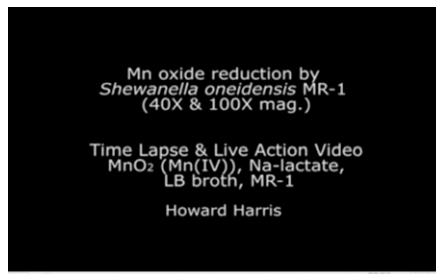 Mn oxide reduction by
Shewanella oneidensis MR-1
(40X & 100X mag.)
Time Lapse & Live Action Video
MnO₂ (Mn(IV)), Na-lactate,
LB broth, MR-1
Howard Harris